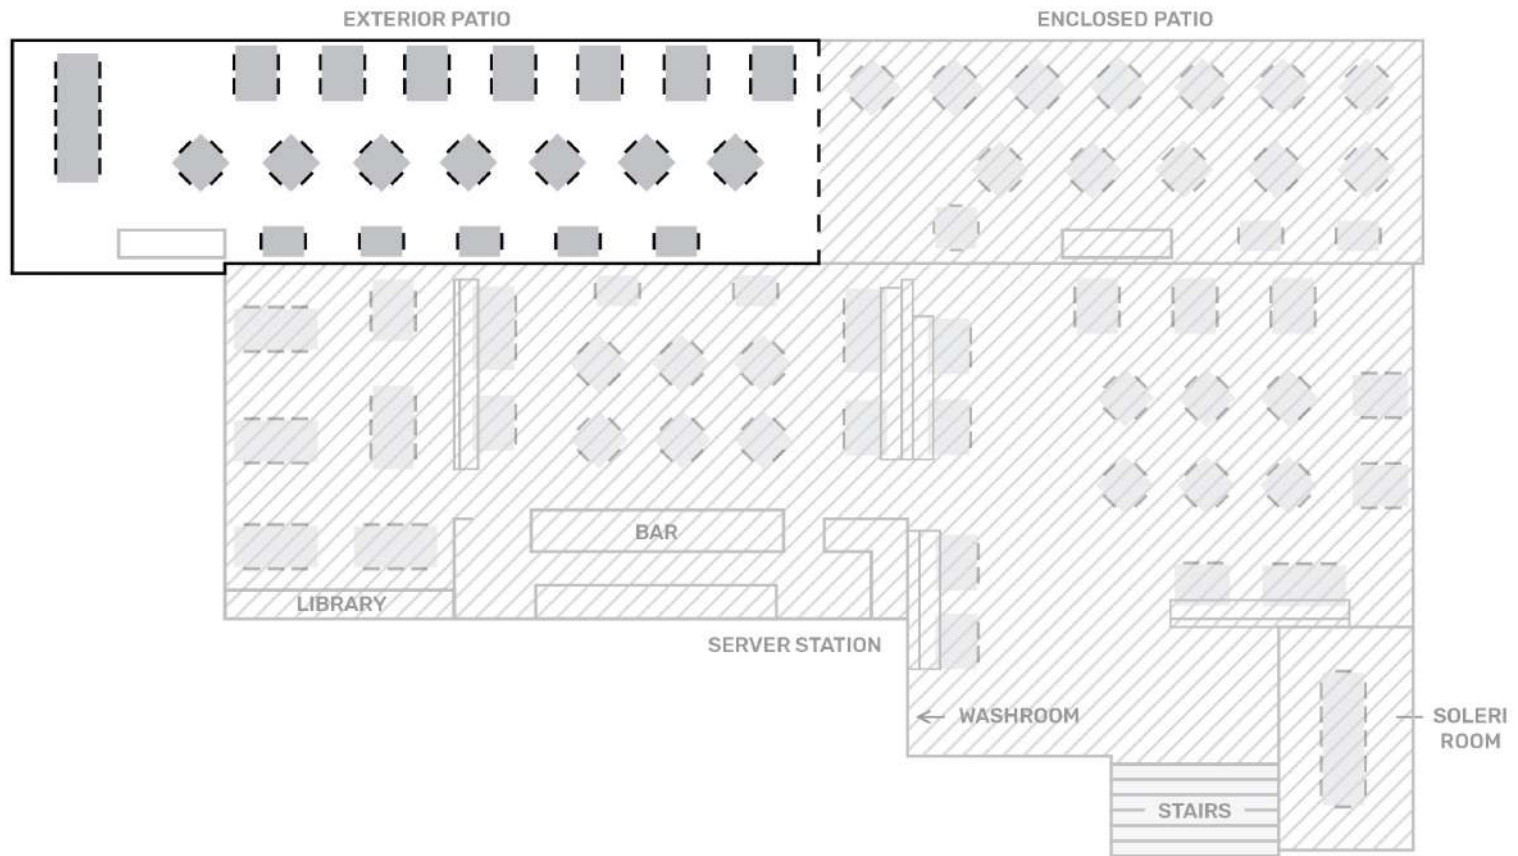 EXTERIOR PATIO
ENCLOSED PATIO
BAR
LIBRARY
SERVER STATION
WASHROOM
SOLERI
ROOM
STAIRS